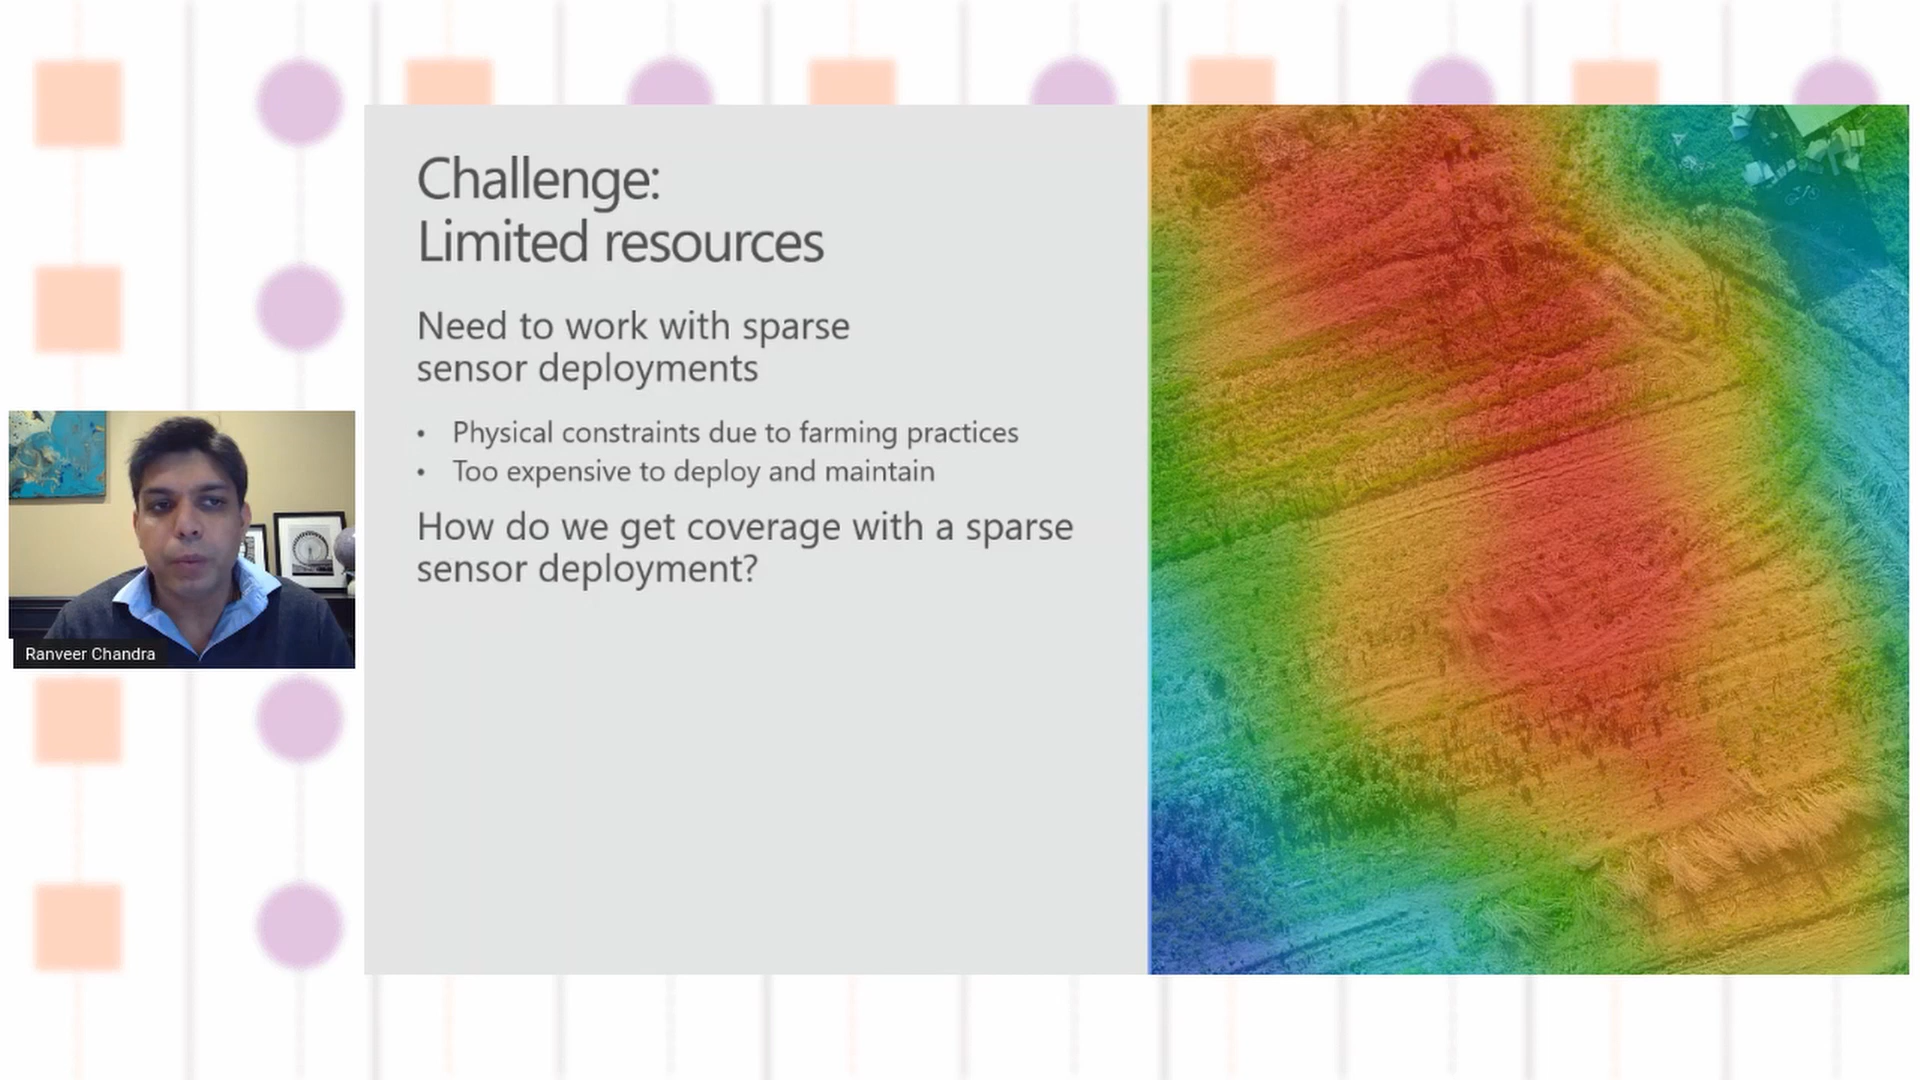 Challenge:
Limited resources
Need to work with sparse
sensor deployments
• Physical constraints due to farming practices
• Too expensive to deploy and maintain
How do we get coverage with a sparse
sensor deployment?
Ranveer Chandra